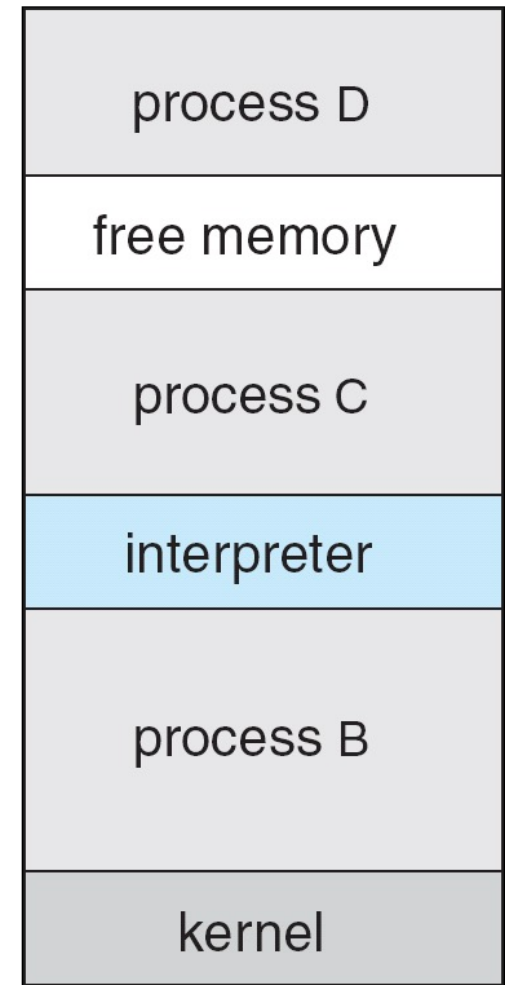 process D
free memory
process C
interpreter
process B
kernel